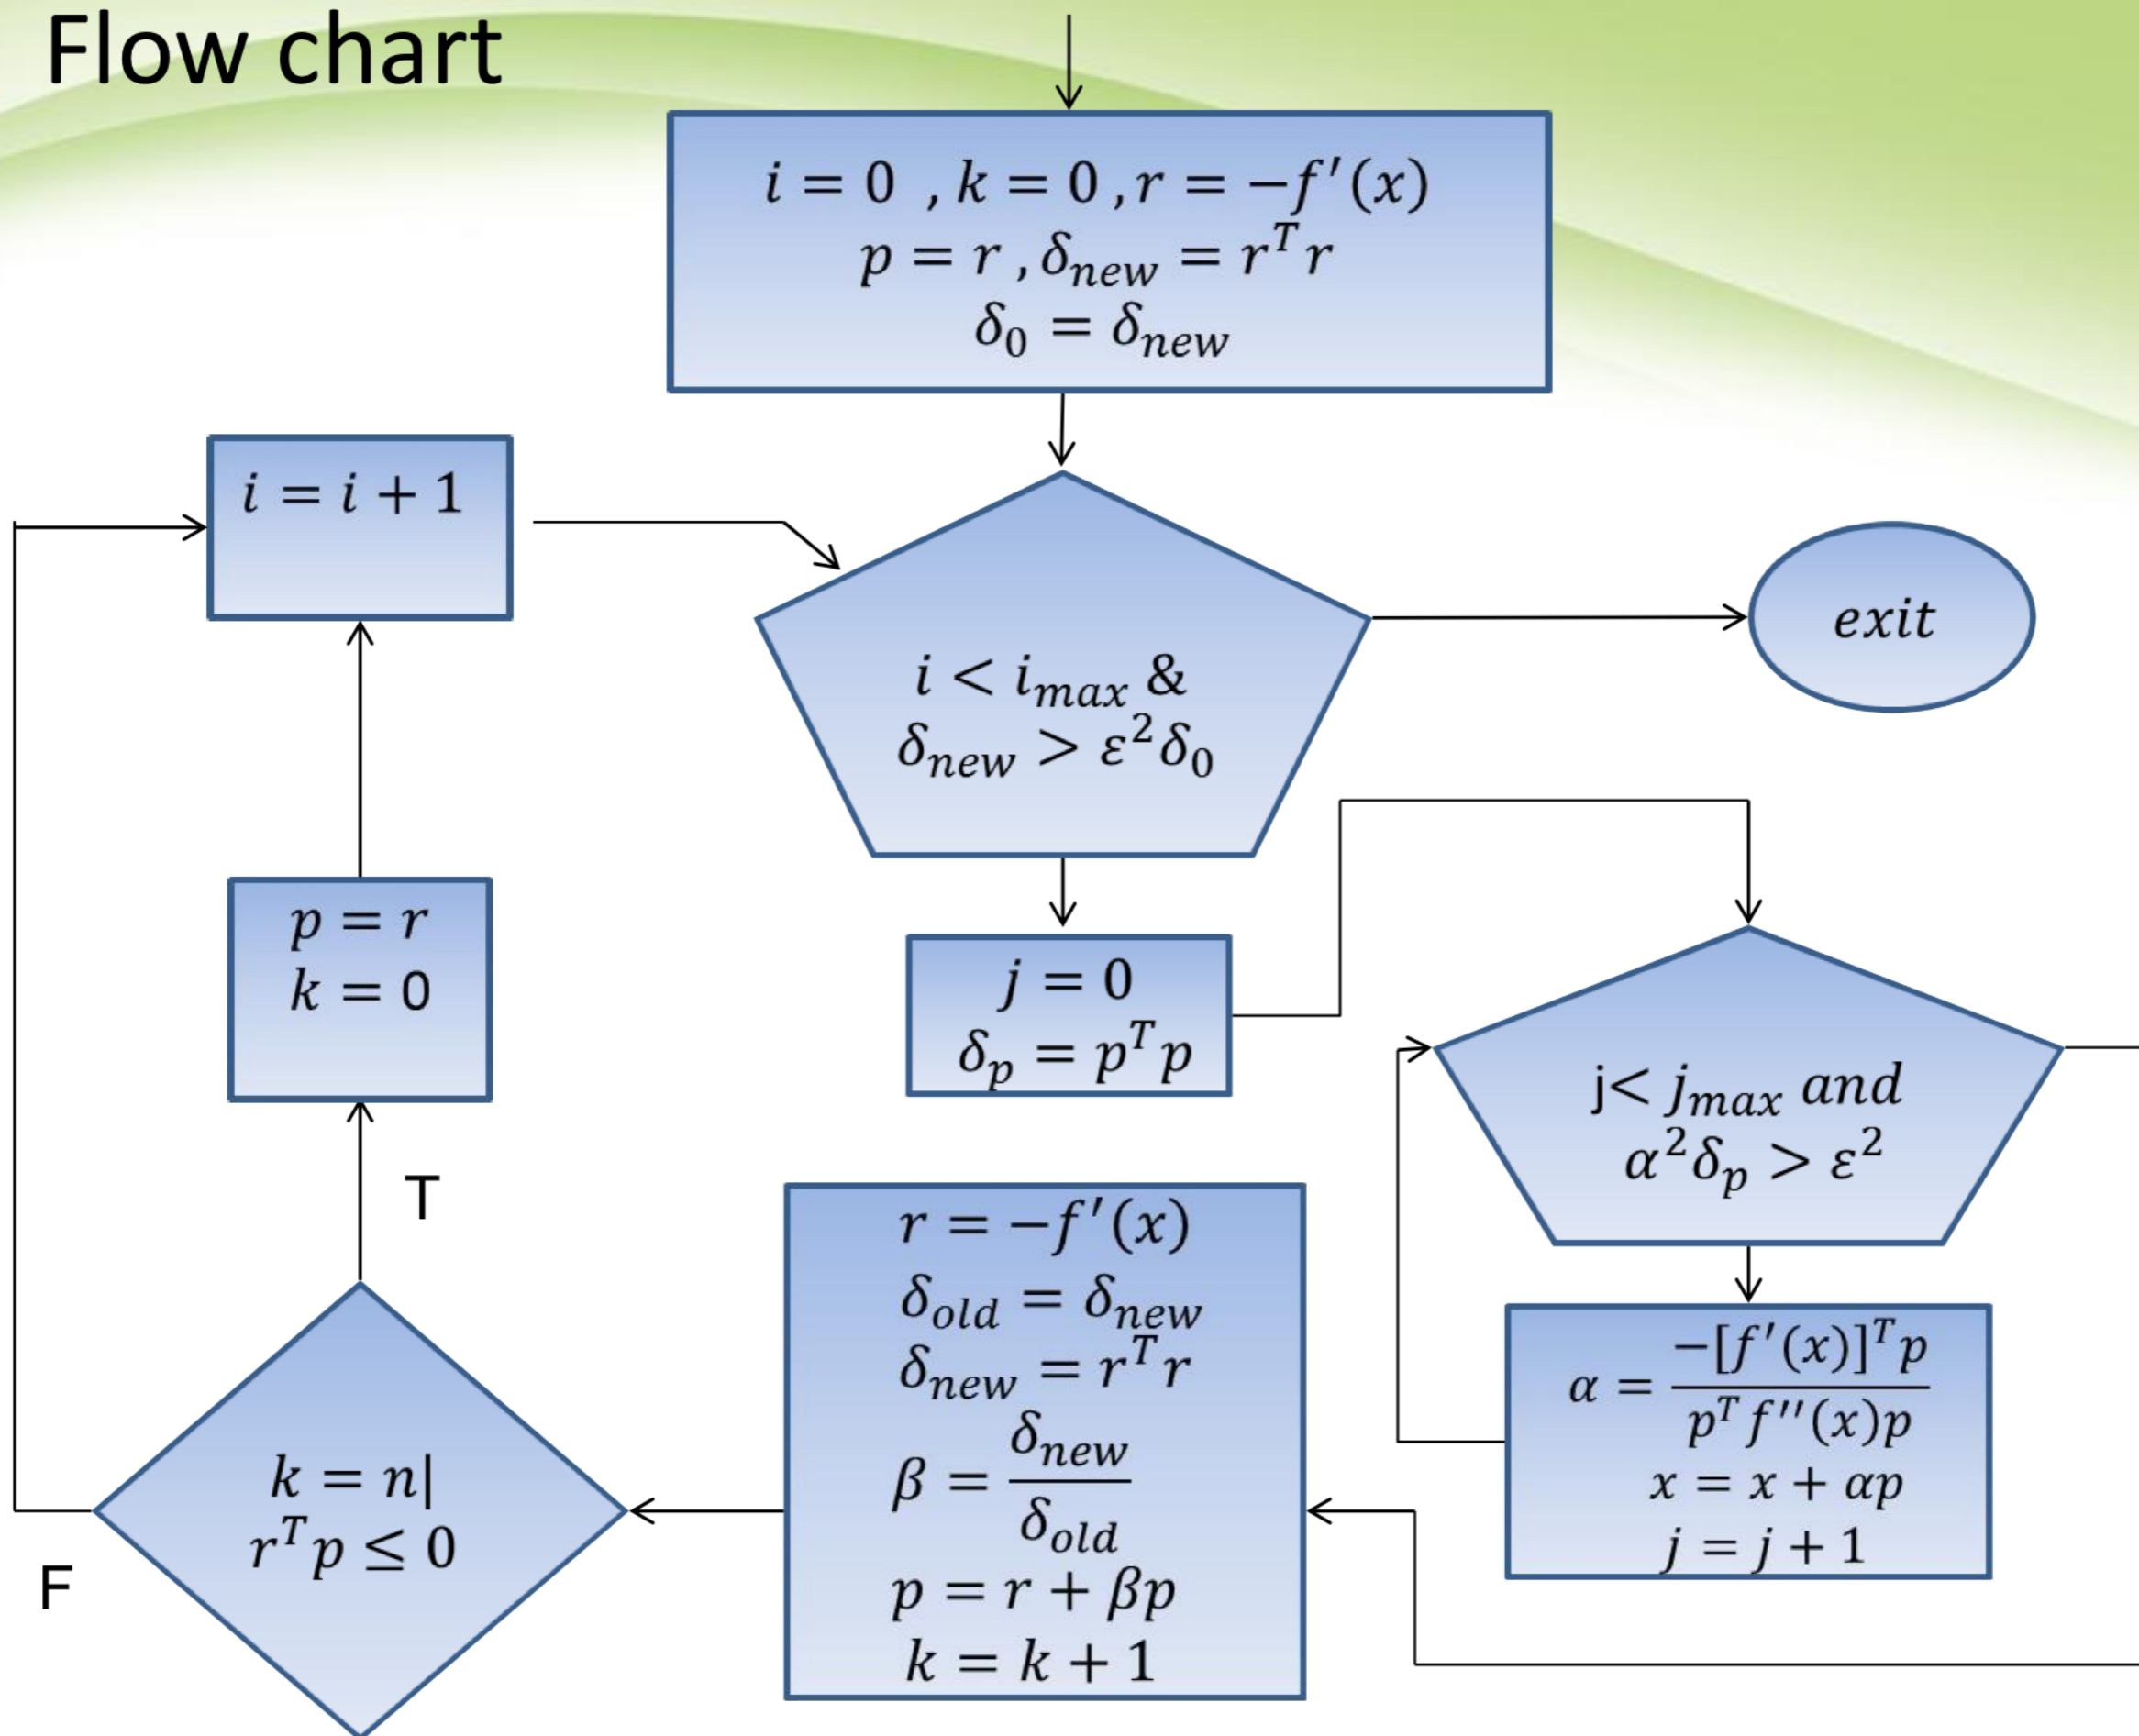 Flow chart
i = 0 , k = 0 , r = −f′(x)
p = r , δ_new = r^T r
δ_0 = δ_new
i = i + 1
i < i_max &
δ_new > ε^2 δ_0
exit
p = r
k = 0
j = 0
δ_p = p^T p
j< j_max and
α^2 δ_p > ε^2
T
r = −f′(x)
δ_old = δ_new
δ_new = r^T r
β = δ_new / δ_old
p = r + βp
k = k + 1
α = −[f′(x)]^T p / p^T f′′(x)p
x = x + αp
j = j + 1
k = n|
r^T p ≤ 0
F